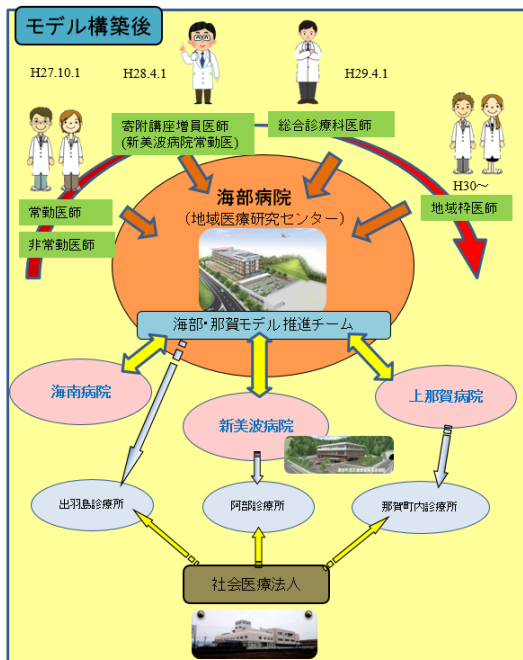 モデル構築後
H27.10.1
H28.4.1
H29.4.1
寄附講座増員医師
(新美波病院常勤医)
総合診療科医師
H30～
常勤医師
非常勤医師
地域枠医師
海部病院
（地域医療研究センター）
海部・那賀モデル推進チーム
海南病院
新美波病院
上那賀病院
出羽島診療所
阿部診療所
那賀町内診療所
社会医療法人